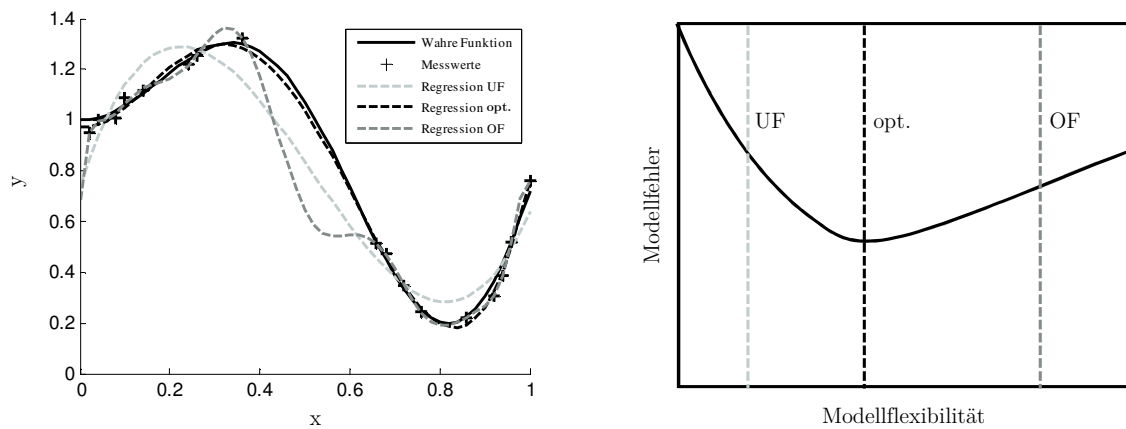 1.4
1.2
1
0.8
0.6
0.4
0.2
0
0
0.2
0.4
0.6
0.8
1
x
y
Wahre Funktion
Messwerte
Regression UF
Regression opt.
Regression OF
UF
opt.
OF
Modellfehler
Modellflexibilität